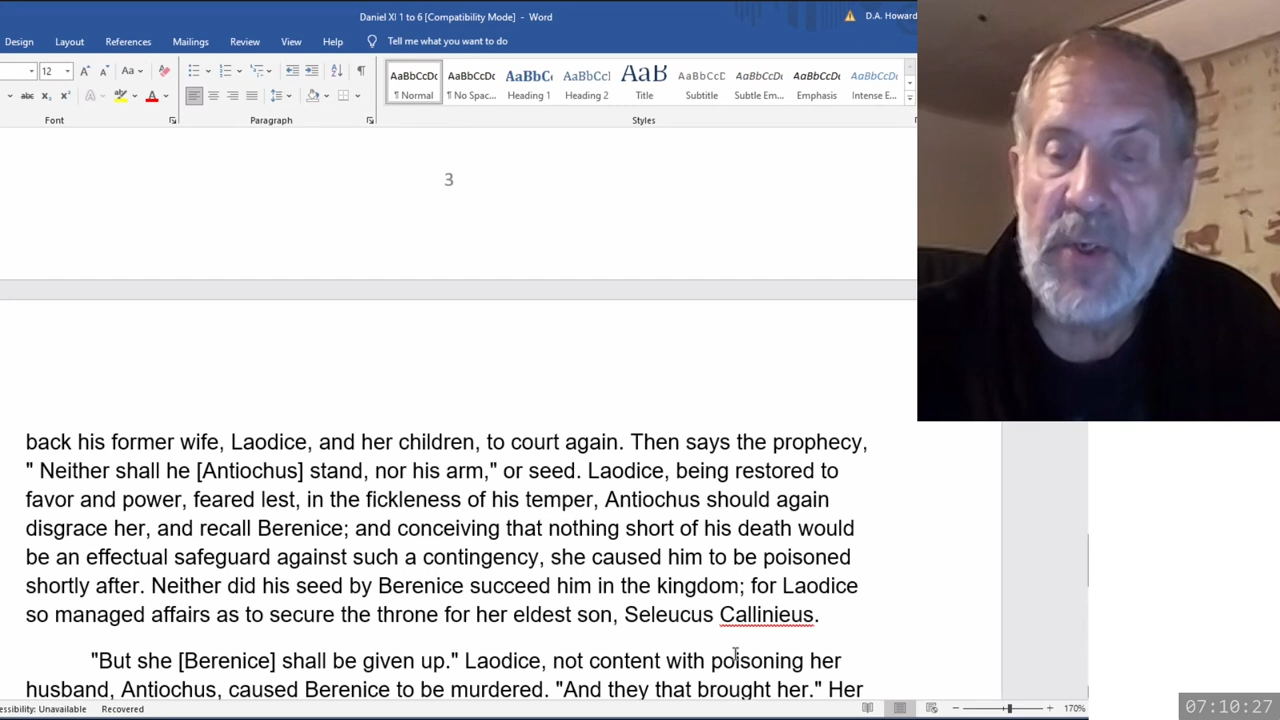 Daniel XI 1 to 6 [Compatibility Mode] - Word
D.A. Howard
Design Layout References Mailings Review View Help Tell me what you want to do
12 Aa
AaBbCcDc AaBbCcDc AaBbC AaBbCcI AaB AaBbCcD AaBbCcDc AaBbCcDc AaBbCcDc
¶ Normal ¶ No Spac... Heading 1 Heading 2 Title Subtitle Subtle Em... Emphasis Intense E...
Font Paragraph Styles
3
back his former wife, Laodice, and her children, to court again. Then says the prophecy,
" Neither shall he [Antiochus] stand, nor his arm," or seed. Laodice, being restored to
favor and power, feared lest, in the fickleness of his temper, Antiochus should again
disgrace her, and recall Berenice; and conceiving that nothing short of his death would
be an effectual safeguard against such a contingency, she caused him to be poisoned
shortly after. Neither did his seed by Berenice succeed him in the kingdom; for Laodice
so managed affairs as to secure the throne for her eldest son, Seleucus Callinieus.
"But she [Berenice] shall be given up." Laodice, not content with poisoning her
husband, Antiochus, caused Berenice to be murdered. "And they that brought her." Her
essibility: Unavailable Recovered 170%
07:10:27